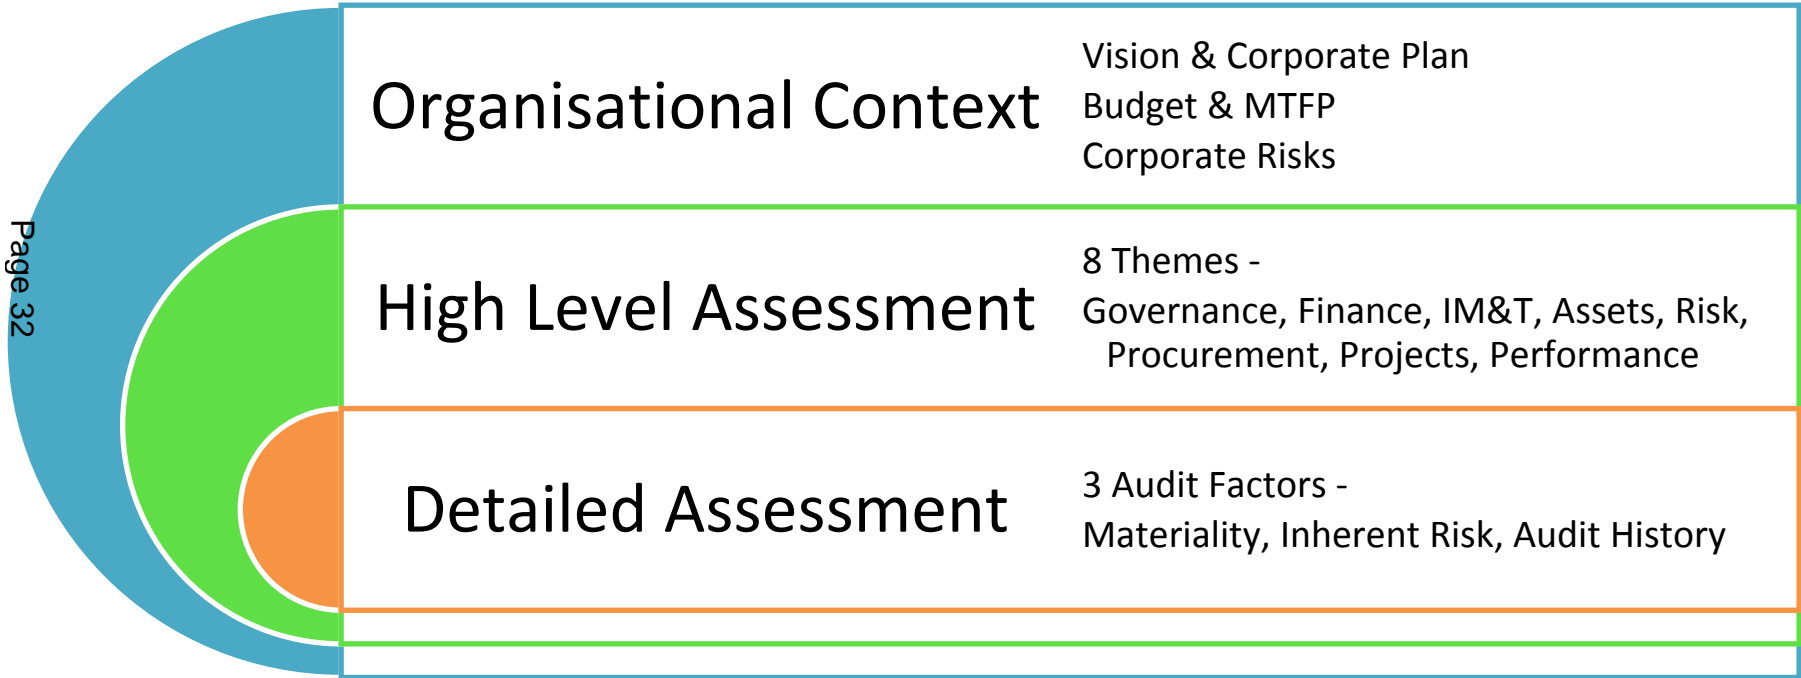 Organisational Context
Vision & Corporate Plan
Budget & MTFP
Corporate Risks
High Level Assessment
8 Themes -
Governance, Finance, IM&T, Assets, Risk,
Procurement, Projects, Performance
Detailed Assessment
3 Audit Factors -
Materiality, Inherent Risk, Audit History
Page 32